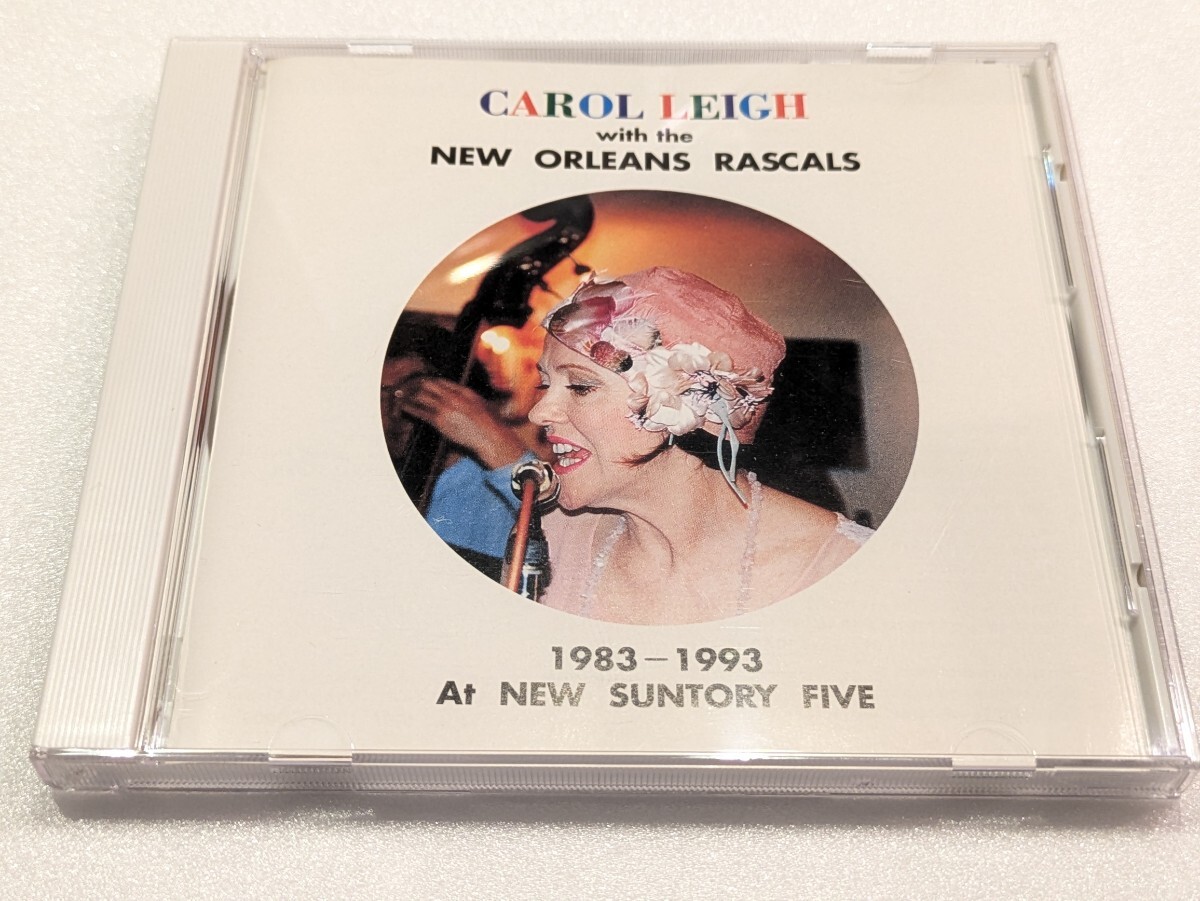 CAROL LEIGH
with the
NEW ORLEANS RASCALS
1983－1993
At NEW SUNTORY FIVE